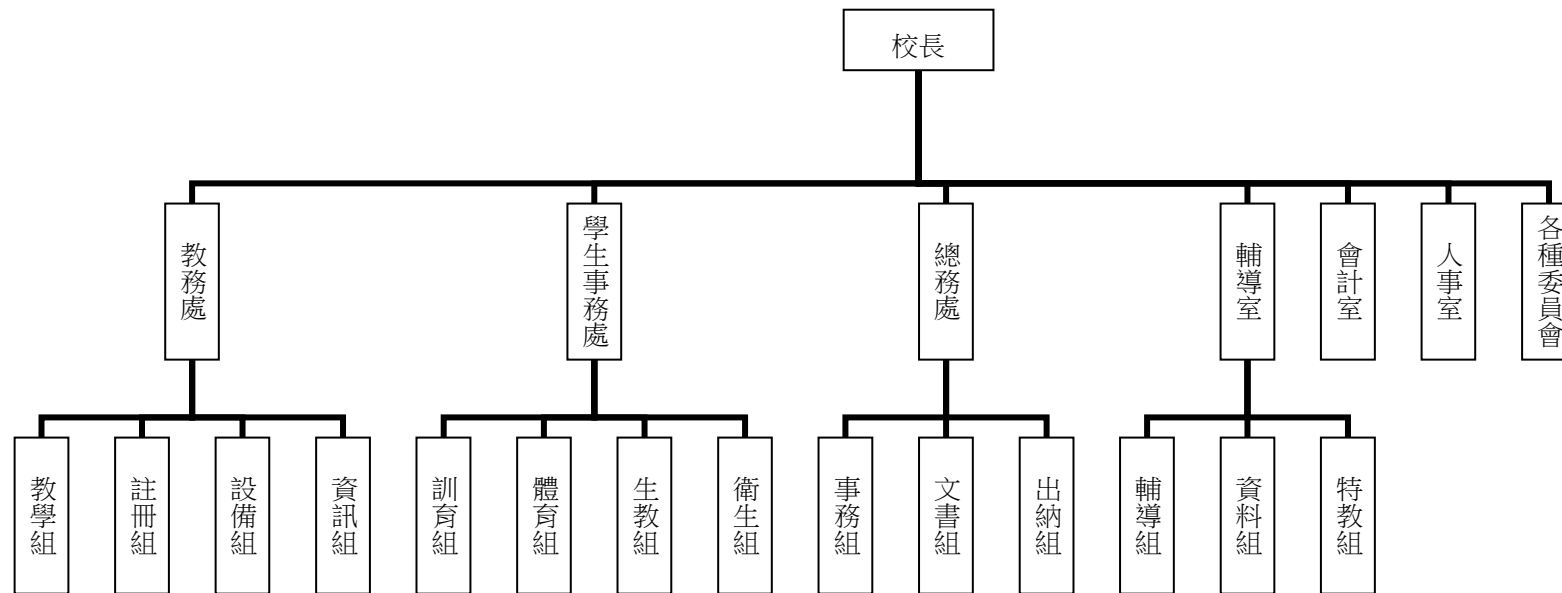 校長
教務處
學生事務處
總務處
輔導室
會計室
人事室
各種委員會
教學組
註冊組
設備組
資訊組
訓育組
體育組
生教組
衛生組
事務組
文書組
出納組
輔導組
資料組
特教組